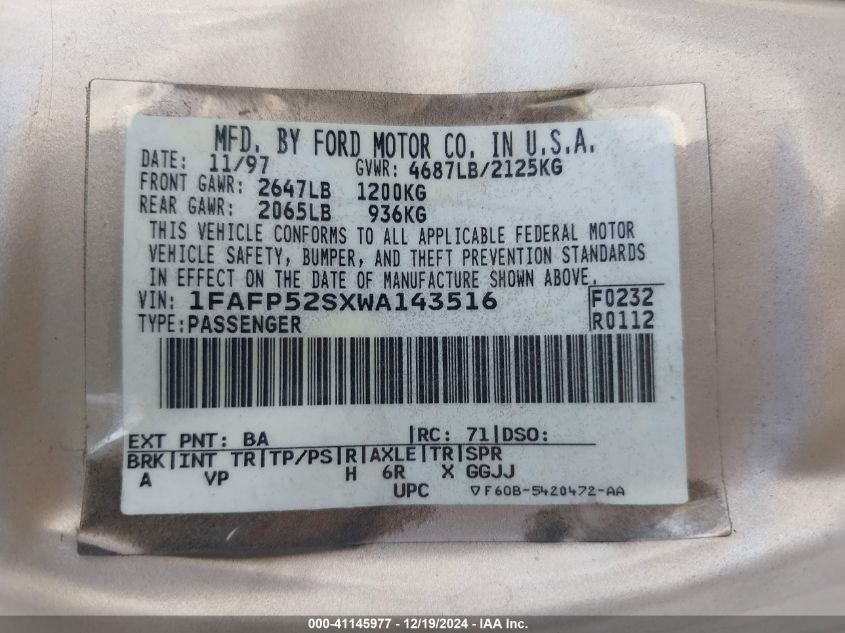 MFD. BY FORD MOTOR CO. IN U.S.A.
DATE: 11/97 GVWR: 4687LB/2125KG
FRONT GAWR: 2647LB 1200KG
REAR GAWR: 2065LB 936KG
THIS VEHICLE CONFORMS TO ALL APPLICABLE FEDERAL MOTOR
VEHICLE SAFETY, BUMPER, AND THEFT PREVENTION STANDARDS
IN EFFECT ON THE DATE OF MANUFACTURE SHOWN ABOVE.
VIN: 1FAFP52SXWA143516 F0232
TYPE: PASSENGER R0112
EXT PNT: BA |RC: 71|DSO:
BRK|INT TR|TP/PS|R|AXLE|TR|SPR
A VP H 6R X GGJJ
UPC ▽F60B-5420472-AA
000-41145977 - 12/19/2024 - IAA Inc.